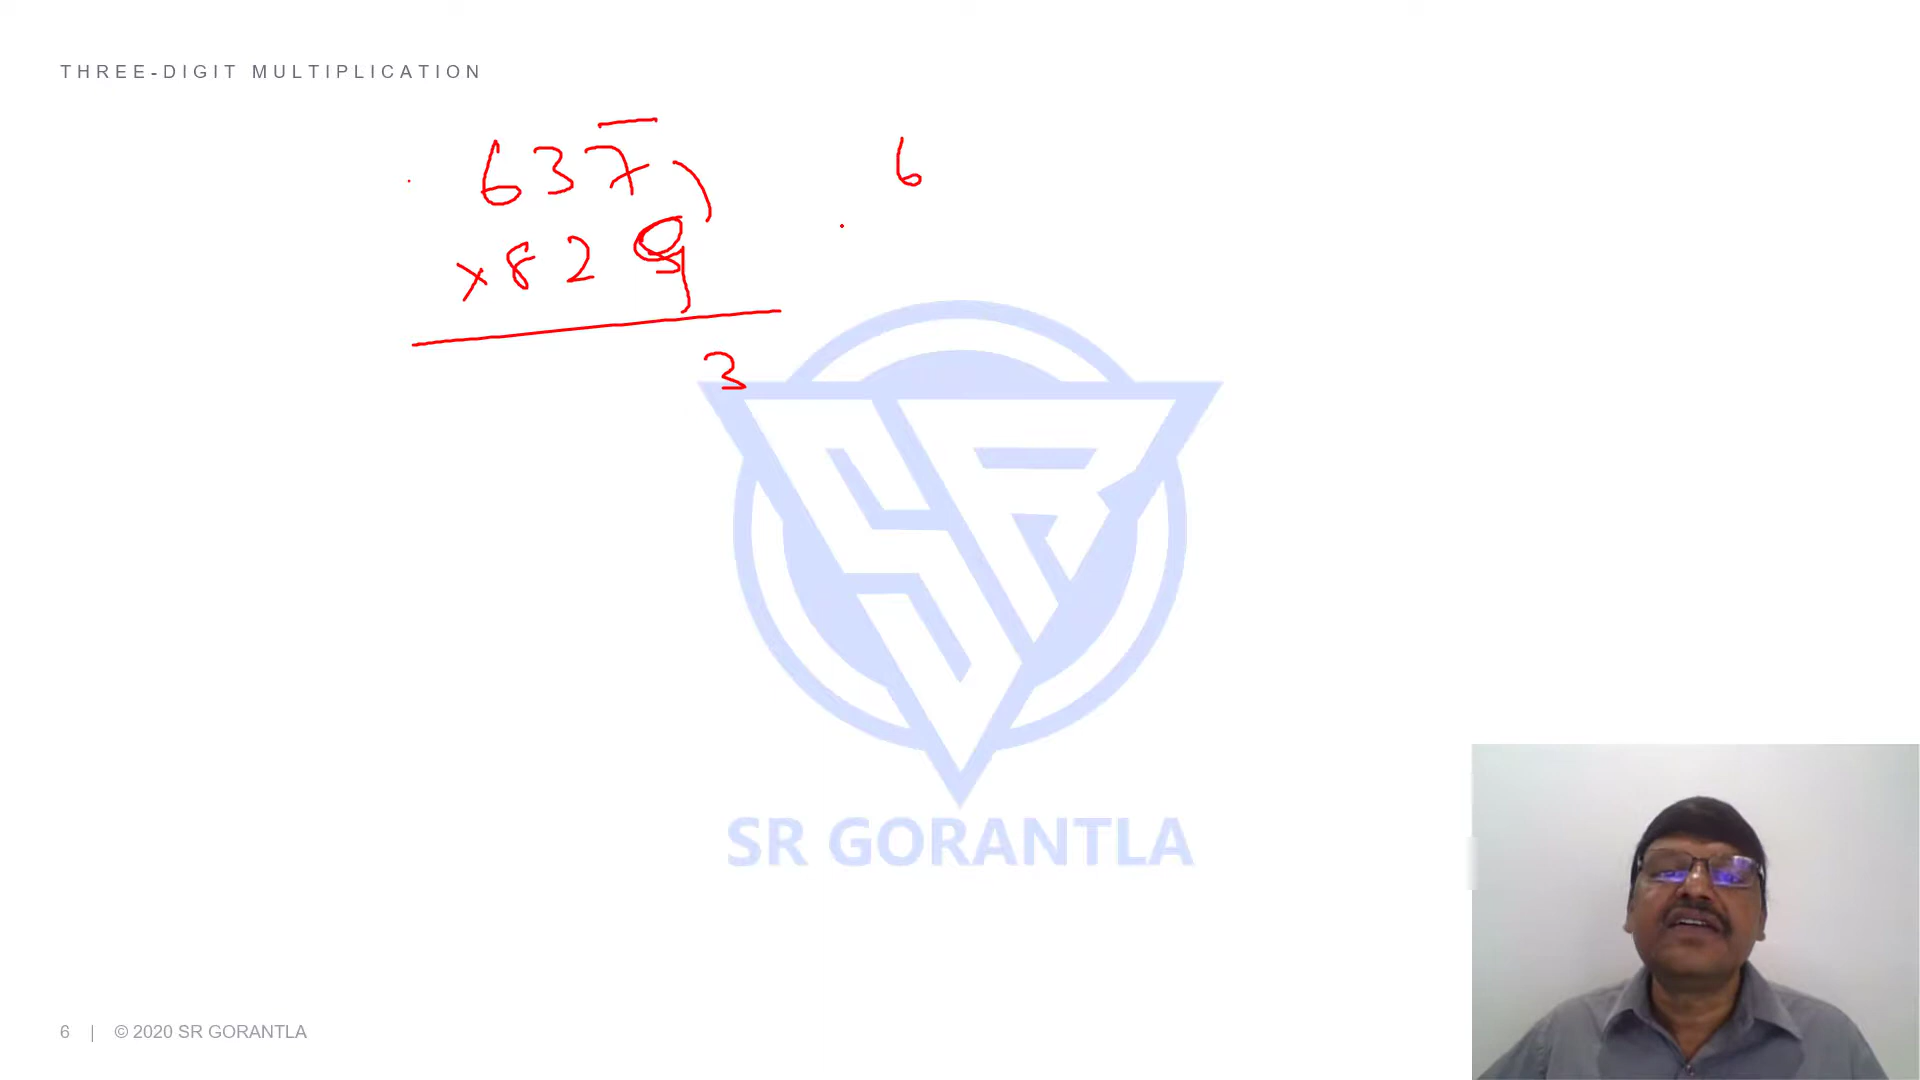 THREE-DIGIT MULTIPLICATION
637
6
×829
3
SR GORANTLA
6 | © 2020 SR GORANTLA